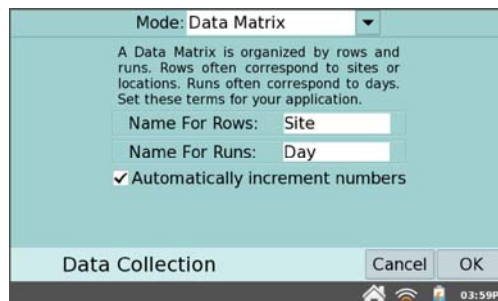 Mode: Data Matrix
A Data Matrix is organized by rows and
runs. Rows often correspond to sites or
locations. Runs often correspond to days.
Set these terms for your application.
Name For Rows: Site
Name For Runs: Day
Automatically increment numbers
Data Collection Cancel OK
03:59P